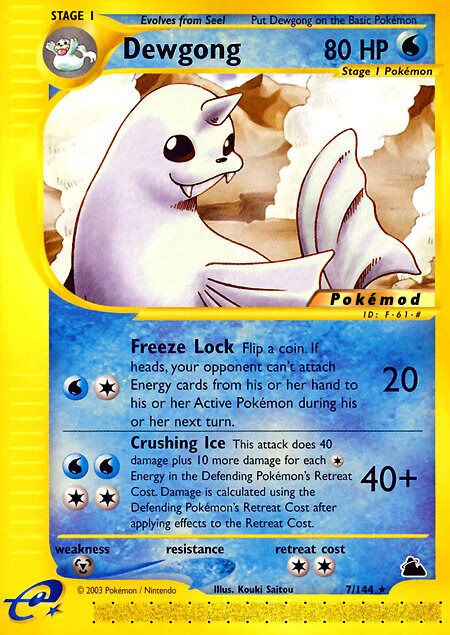 STAGE 1
Evolves from Seel
Put Dewgong on the Basic Pokémon
Dewgong
80 HP
Stage 1 Pokémon
Pokémod
ID: F-61-#
Freeze Lock Flip a coin. If
heads, your opponent can't attach
Energy cards from his or her hand to
his or her Active Pokémon during his
or her next turn.
20
Crushing Ice This attack does 40
damage plus 10 more damage for each
Energy in the Defending Pokémon's Retreat
Cost. Damage is calculated using the
Defending Pokémon's Retreat Cost after
applying effects to the Retreat Cost.
40+
weakness
resistance
retreat cost
© 2003 Pokémon / Nintendo
Illus. Kouki Saitou
7/144 ★
e